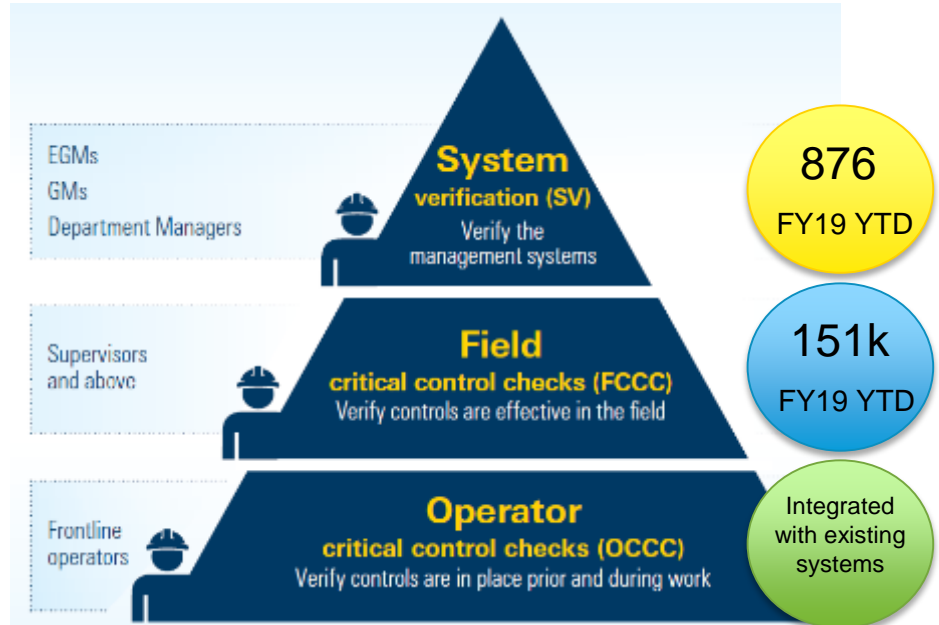 EGMs
GMs
Department Managers
System
verification (SV)
Verify the
management systems
876
FY19 YTD
Supervisors
and above
Field
critical control checks (FCCC)
Verify controls are effective in the field
151k
FY19 YTD
Frontline
operators
Operator
critical control checks (OCCC)
Verify controls are in place prior and during work
Integrated
with existing
systems